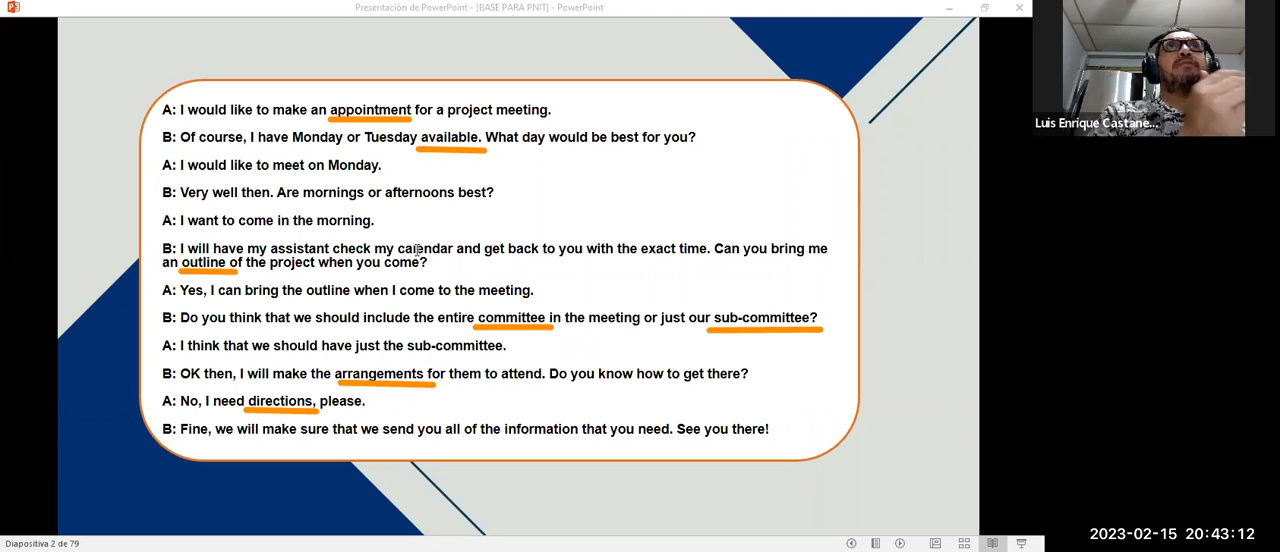 Presentación de PowerPoint - [BASE PARA PNIT] - PowerPoint
A: I would like to make an appointment for a project meeting.
B: Of course, I have Monday or Tuesday available. What day would be best for you?
A: I would like to meet on Monday.
B: Very well then. Are mornings or afternoons best?
A: I want to come in the morning.
B: I will have my assistant check my calendar and get back to you with the exact time. Can you bring me
an outline of the project when you come?
A: Yes, I can bring the outline when I come to the meeting.
B: Do you think that we should include the entire committee in the meeting or just our sub-committee?
A: I think that we should have just the sub-committee.
B: OK then, I will make the arrangements for them to attend. Do you know how to get there?
A: No, I need directions, please.
B: Fine, we will make sure that we send you all of the information that you need. See you there!
Luis Enrique Castane...
Diapositiva 2 de 79
2023-02-15 20:43:12